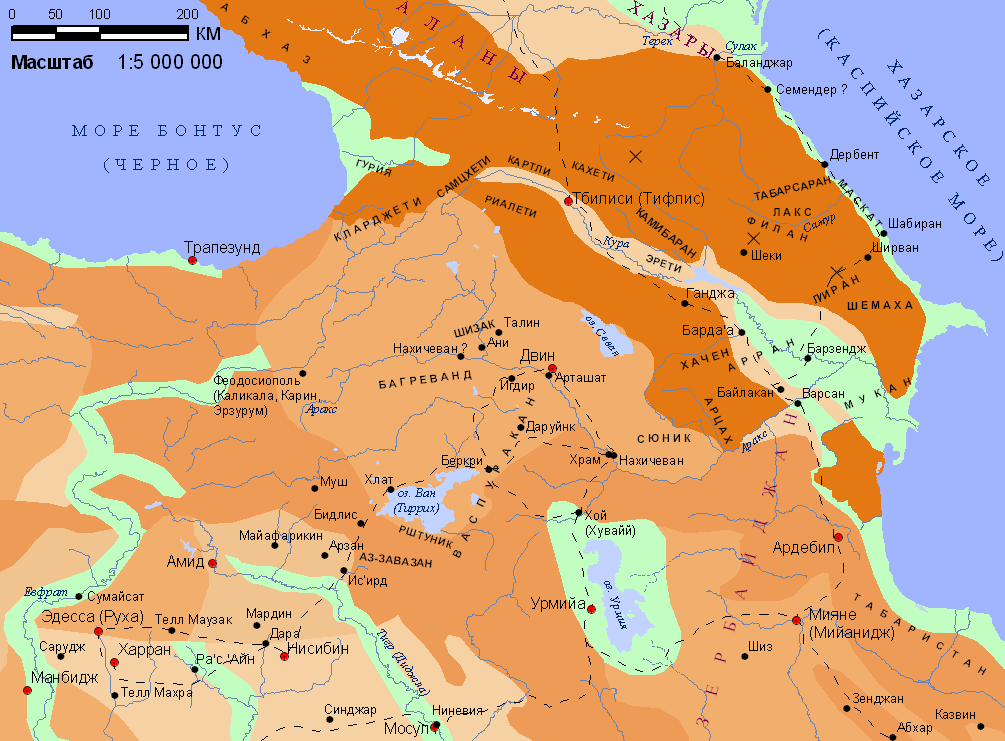 0 50 100 200
КМ
Масштаб 1:5 000 000
АБХАЗ
АЛАНЫ
ХАЗАРЫ
Терек
Сулак
Баланджар
Семендер ?
ХАЗАРСКОЕ
(КАСПИЙСКОЕ МОРЕ)
МОРЕ БОНТУС
(ЧЕРНОЕ)
Дербент
ГУРИЯ
КЛАРДЖЕТИ
САМЦХЕТИ
КАРТЛИ
КАХЕТИ
ТАБАРСАРАН
МАСКАТ
РИАЛЕТИ
Тбилиси (Тифлис)
КАМИБАРАН
ЛАКС
ФИЛАН
Самур
Шабиран
Ширван
Трапезунд
Кура
ЭРЕТИ
Шеки
ЛИРАН
ШЕМАХА
Ганджа
оз. Севан
Барда'а
ШИЗАК
Талин
Ани
Нахичеван ?
Двин
Арташат
Игдир
БАГРЕВАНД
ХАЧЕН
АРРАН
Барзендж
МУКАН
Байлакан
Варсан
АРЦАХ
Аракс
Феодосиополь
(Каликала, Карин,
Эрзурум)
Аракс
Даруйнк
СЮНИК
Храм
Нахичеван
Беркри
ВАСПУРАКАН
Муш
Хлат
оз. Ван
(Тиррих)
Бидлис
РШТУНИК
Хой
(Хувайй)
АЗЕРБАЙДЖАН
Ардебил
Майафарикин
Арзан
АЗ-ЗАВАЗАН
Амид
Ис'ирд
Евфрат
Сумайсат
Урмийа
оз. Урмия
Мияне
(Мийанидж)
ТАБАРИСТАН
Эдесса (Руха)
Телл Маузак
Мардин
Дара'
Нисибин
Сарудж
Харран
Ра'с 'Айн
Тигр (Диджла)
Шиз
Манбидж
Телл Махра
Синджар
Ниневия
Мосул
Зенджан
Абхар
Казвин